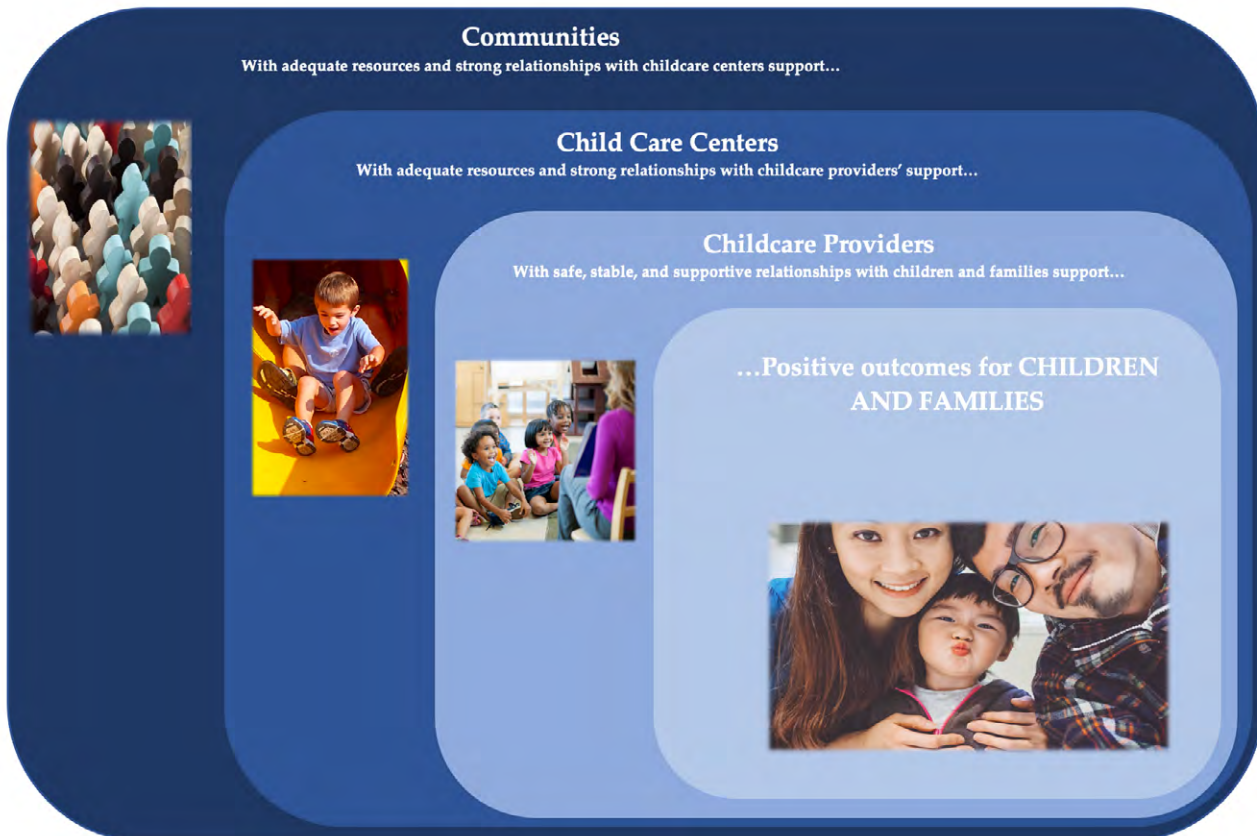 Communities
With adequate resources and strong relationships with childcare centers support…
Child Care Centers
With adequate resources and strong relationships with childcare providers’ support…
Childcare Providers
With safe, stable, and supportive relationships with children and families support…
…Positive outcomes for CHILDREN
AND FAMILIES